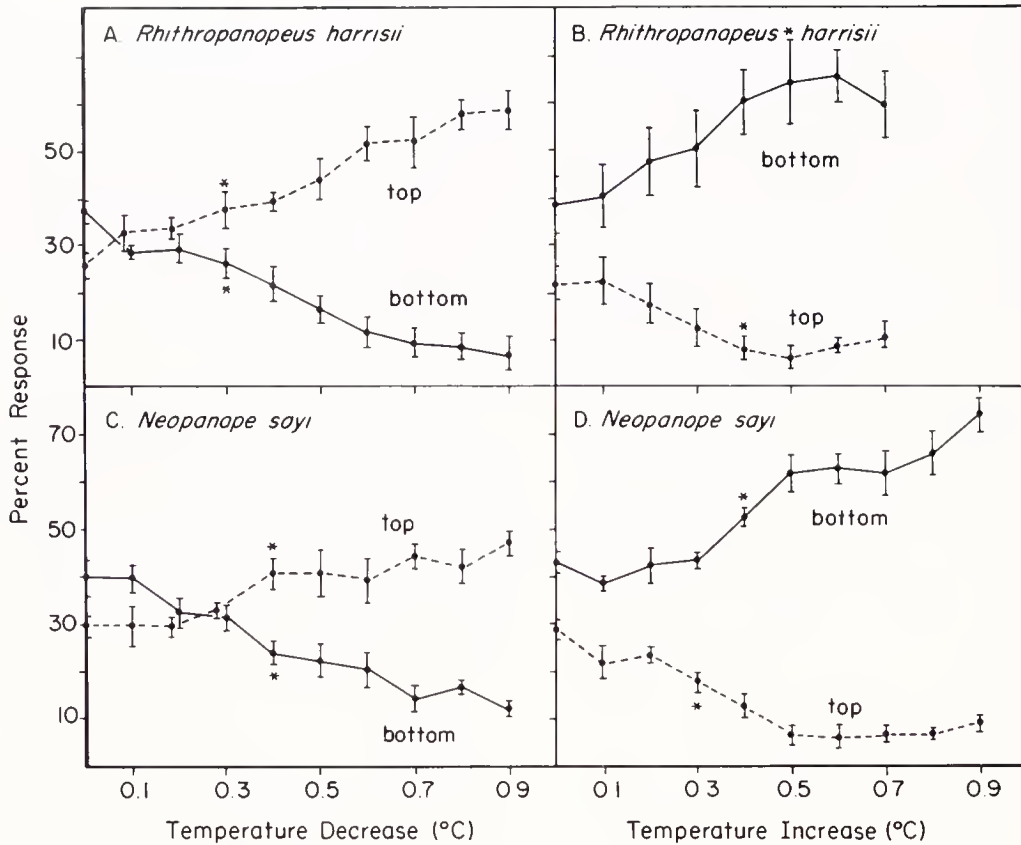 A. Rhithropanopeus harrisii
B. Rhithropanapeus * harrisii
50
30
10
*
*
top
bottom
bottom
*
top
Percent Response
C. Neopanope sayi
D. Neopanope sayi
70
50
30
10
*
top
*
bottom
*
bottom
*
top
0.1 0.3 0.5 0.7 0.9
0.1 0.3 0.5 0.7 0.9
Temperature Decrease (°C)
Temperature Increase (°C)